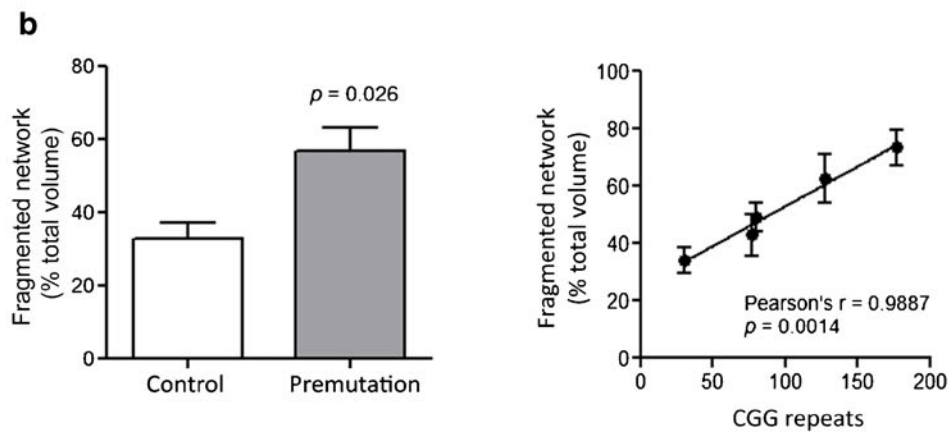 b
Fragmented network
(% total volume)
80
60
40
20
0
p = 0.026
Control Premutation
Fragmented network
(% total volume)
100
80
60
40
20
0
Pearson's r = 0.9887
p = 0.0014
0 50 100 150 200
CGG repeats